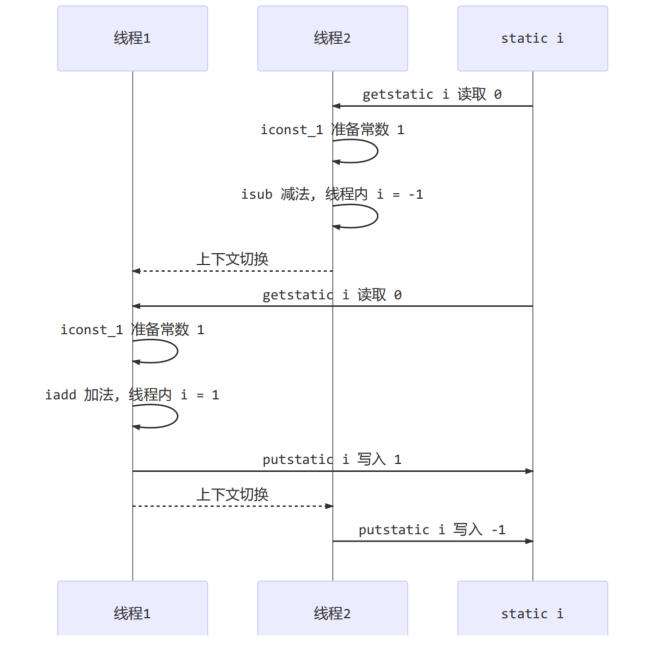 线程1
线程2
static i
getstatic i 读取 0
iconst_1 准备常数 1
isub 减法, 线程内 i = -1
上下文切换
getstatic i 读取 0
iconst_1 准备常数 1
iadd 加法, 线程内 i = 1
putstatic i 写入 1
上下文切换
putstatic i 写入 -1
线程1
线程2
static i